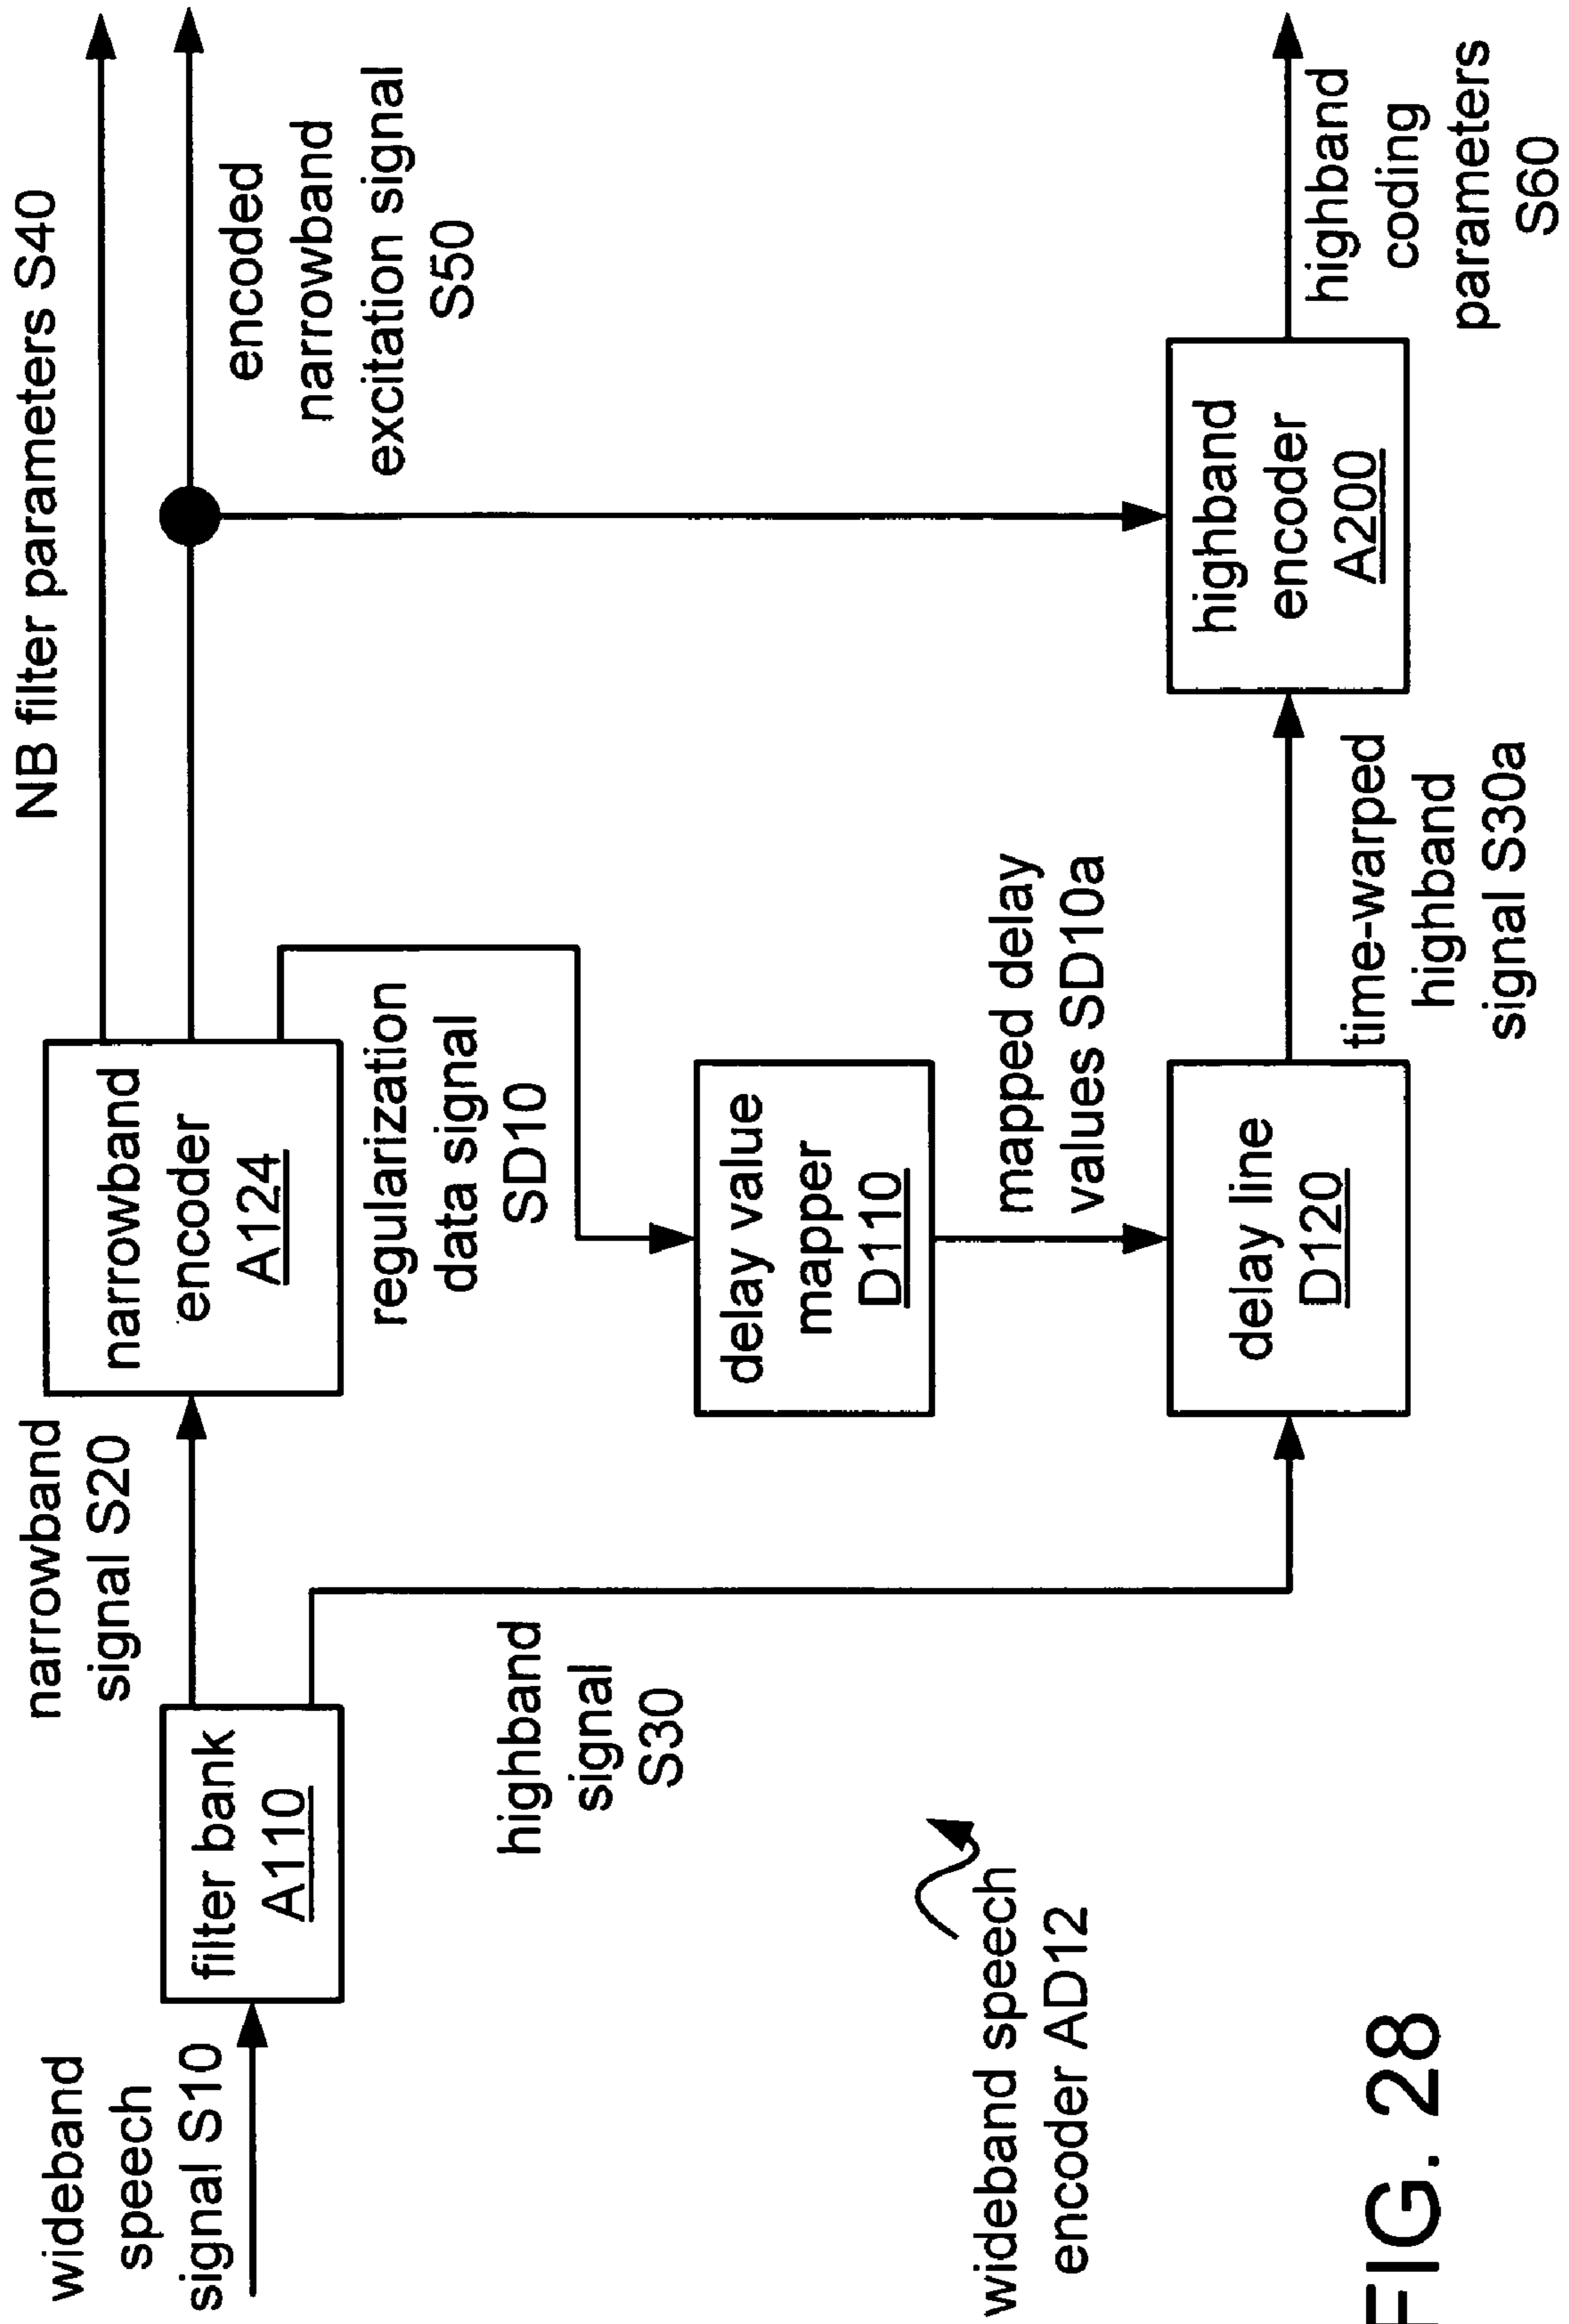 wideband
speech
signal S10
filter bank
A110
narrowband
signal S20
highband
signal
S30
narrowband
encoder
A124
NB filter parameters S40
encoded
narrowband
excitation signal
S50
regularization
data signal
SD10
delay value
mapper
D110
mapped delay
values SD10a
delay line
D120
time-warped
highband
signal S30a
highband
encoder
A200
highband
coding
parameters
S60
wideband speech
encoder AD12
FIG. 28